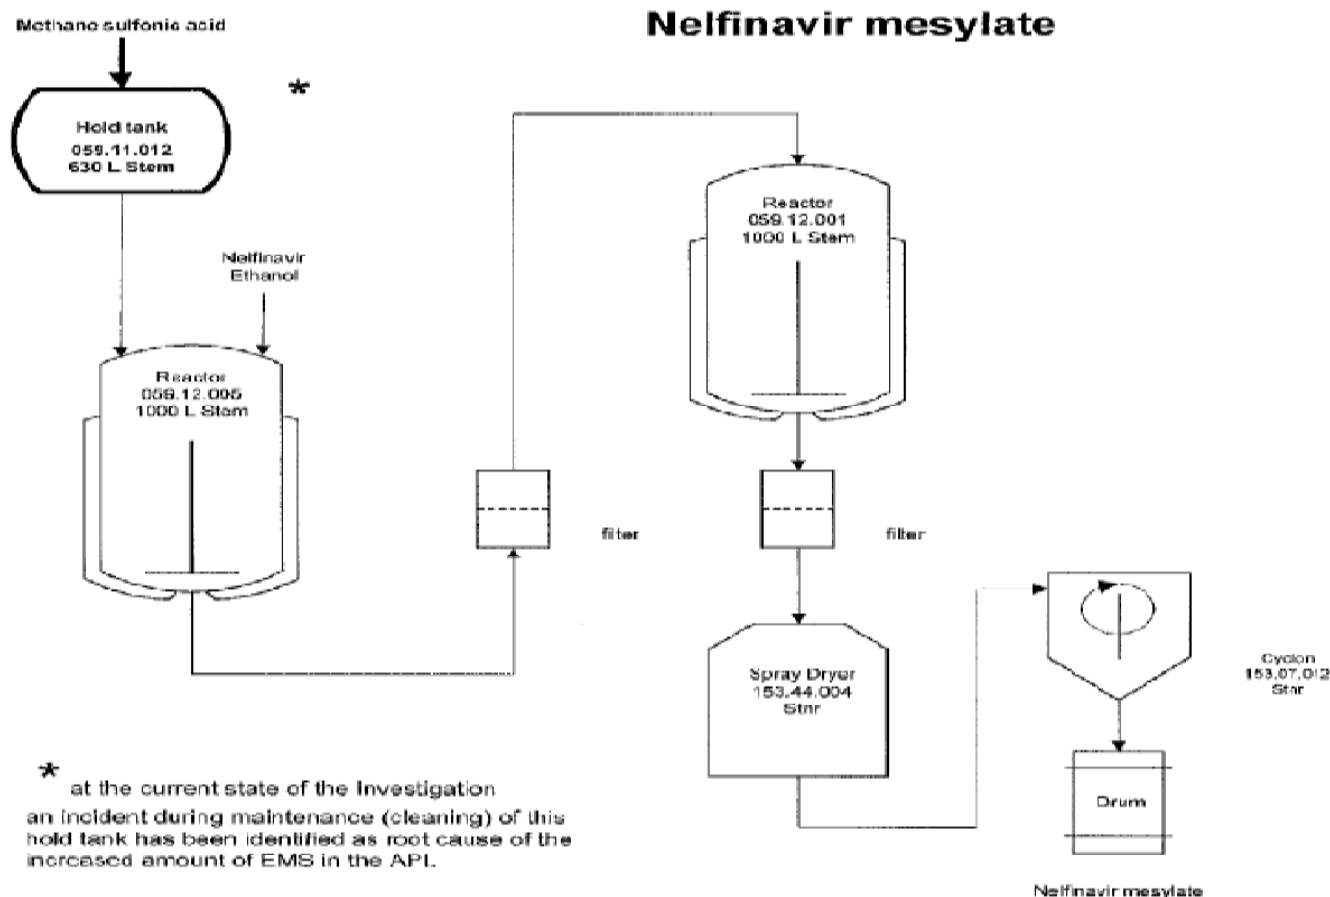 Nelfinavir mesylate
Methane sulfonic acid
*
Hold tank
059.11.012
630 L Stem
Nelfinavir
Ethanol
Reactor
059.12.005
1000 L Stem
filter
Reactor
059.12.001
1000 L Stem
filter
Spray Dryer
153.44.004
Stnr
Cyclon
153.07.012
Stnr
Drum
Nelfinavir mesylate
* at the current state of the Investigation
an incident during maintenance (cleaning) of this
hold tank has been identified as root cause of the
increased amount of EMS in the API.